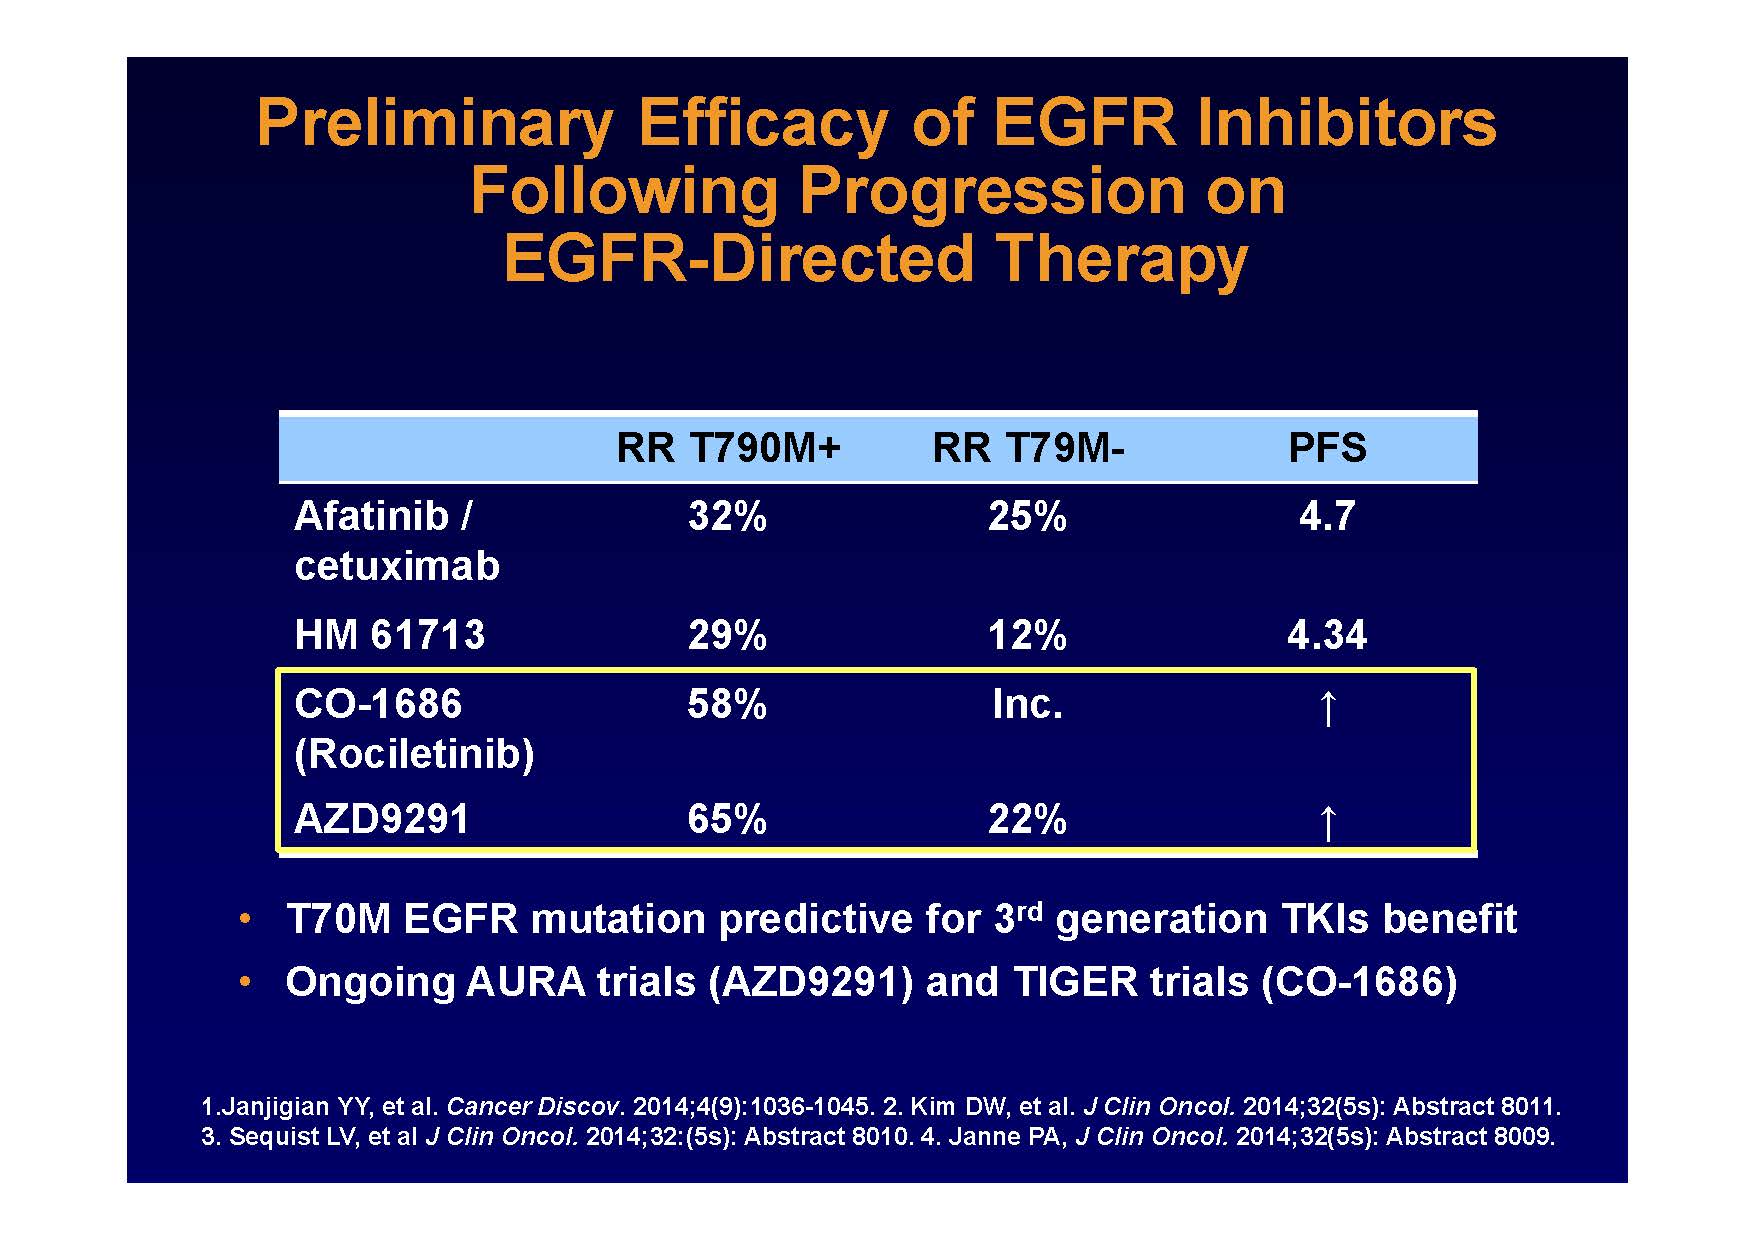 Preliminary Efficacy of EGFR Inhibitors
Following Progression on
EGFR-Directed Therapy
RR T790M+ RR T79M- PFS
Afatinib / 32% 25% 4.7
cetuximab
HM 61713 29% 12% 4.34
CO-1686 58% Inc. ↑
(Rociletinib)
AZD9291 65% 22% ↑
• T70M EGFR mutation predictive for 3rd generation TKIs benefit
• Ongoing AURA trials (AZD9291) and TIGER trials (CO-1686)
1.Janjigian YY, et al. Cancer Discov. 2014;4(9):1036-1045. 2. Kim DW, et al. J Clin Oncol. 2014;32(5s): Abstract 8011.
3. Sequist LV, et al J Clin Oncol. 2014;32:(5s): Abstract 8010. 4. Janne PA, J Clin Oncol. 2014;32(5s): Abstract 8009.